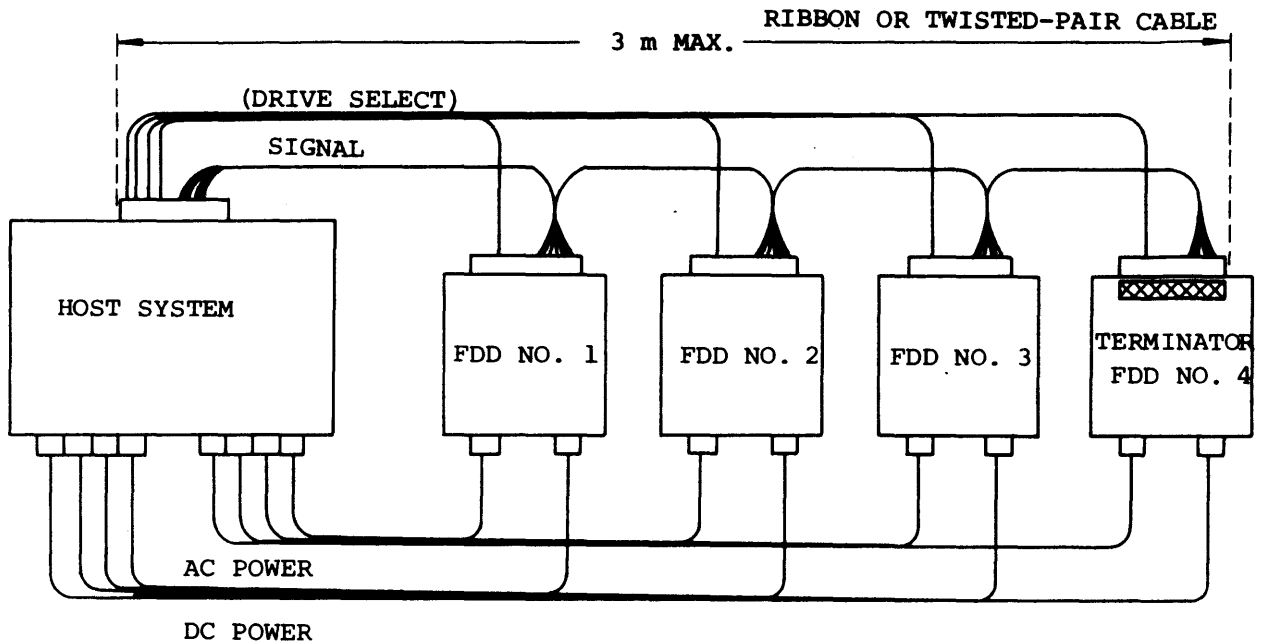 RIBBON OR TWISTED-PAIR CABLE
3 m MAX.
(DRIVE SELECT)
SIGNAL
HOST SYSTEM
FDD NO. 1
FDD NO. 2
FDD NO. 3
TERMINATOR
FDD NO. 4
AC POWER
DC POWER